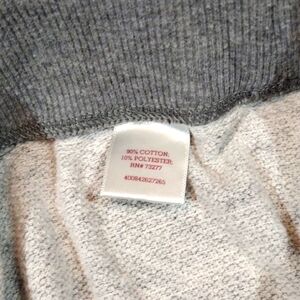 90% COTTON;
10% POLYESTER;
RN# 73277
400842627265